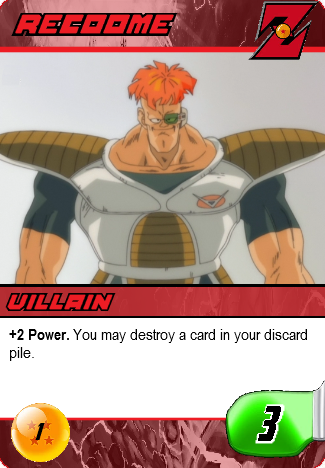 RECOOME
Z
VILLAIN
+2 Power. You may destroy a card in your discard
pile.
1
3